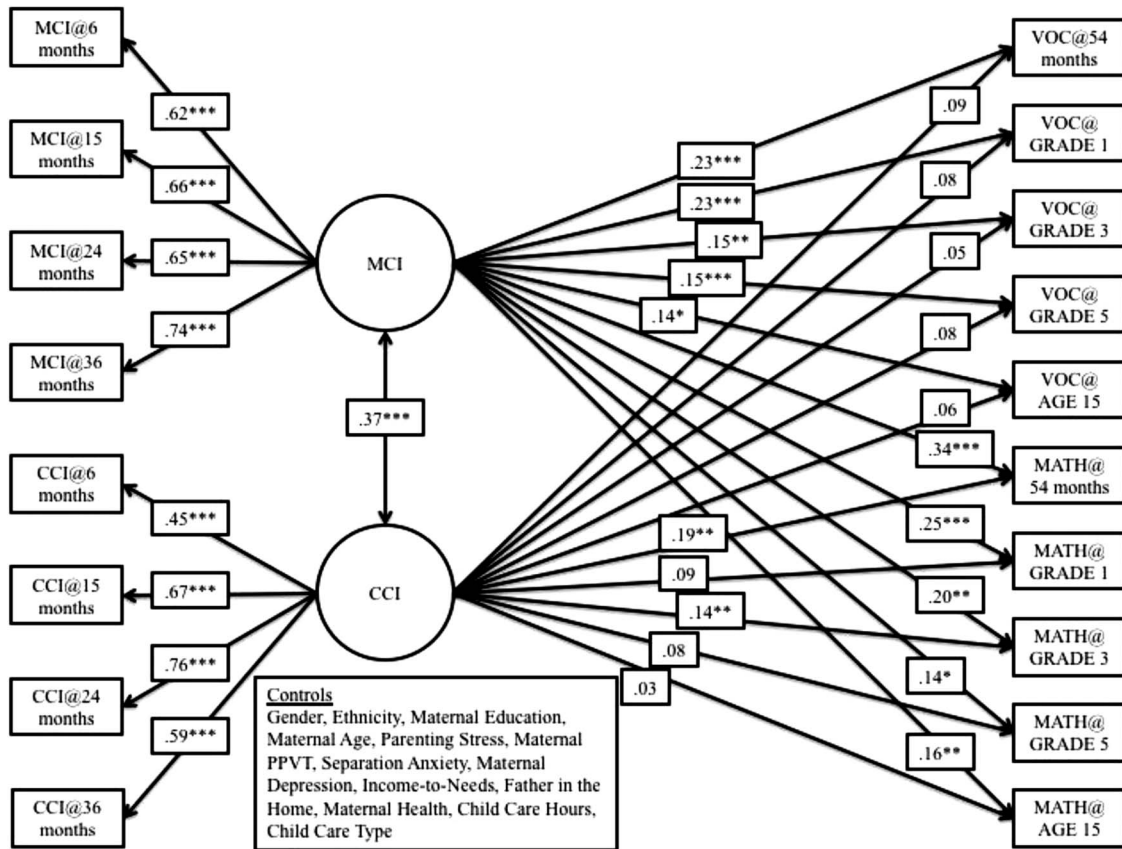 MCI@6
months
MCI@15
months
MCI@24
months
MCI@36
months
CCI@6
months
CCI@15
months
CCI@24
months
CCI@36
months
.62***
.66***
.65***
.74***
.45***
.67***
.76***
.59***
MCI
.37***
CCI
Controls
Gender, Ethnicity, Maternal Education,
Maternal Age, Parenting Stress, Maternal
PPVT, Separation Anxiety, Maternal
Depression, Income-to-Needs, Father in the
Home, Maternal Health, Child Care Hours,
Child Care Type
.23***
.23***
.15**
.15***
.14*
.34***
.25***
.20**
.14*
.16**
.09
.08
.05
.08
.06
.19**
.09
.14**
.08
.03
VOC@54
months
VOC@
GRADE 1
VOC@
GRADE 3
VOC@
GRADE 5
VOC@
AGE 15
MATH@
54 months
MATH@
GRADE 1
MATH@
GRADE 3
MATH@
GRADE 5
MATH@
AGE 15